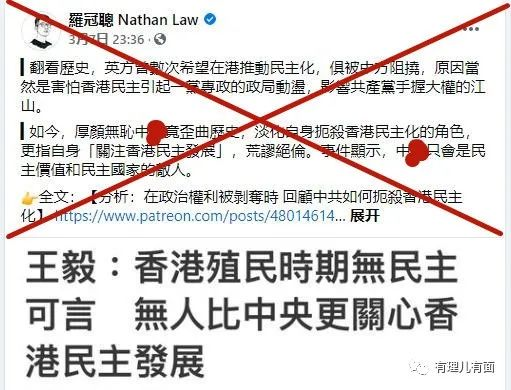 羅冠聰 Nathan Law
3月7日 23:36 ·
翻看歷史，英方曾數次希望在港推動民主化，俱被中方阻撓，原因當
然是害怕香港民主引起一黨專政的政局動盪，影響共產黨手握大權的江
山。
如今，厚顏無恥中 竟歪曲歷史，淡化自身扼殺香港民主化的角色，
更指自身「關注香港民主發展」，荒謬絕倫。事件顯示，中 只會是民
主價值和民主國家的敵人。
👉全文：【分析：在政治權利被剝奪時 回顧中共如何扼殺香港民主
化】 https://www.patreon.com/posts/48014614... 展开
王毅：香港殖民時期無民主
可言 無人比中央更關心香
港民主發展
有理儿有面